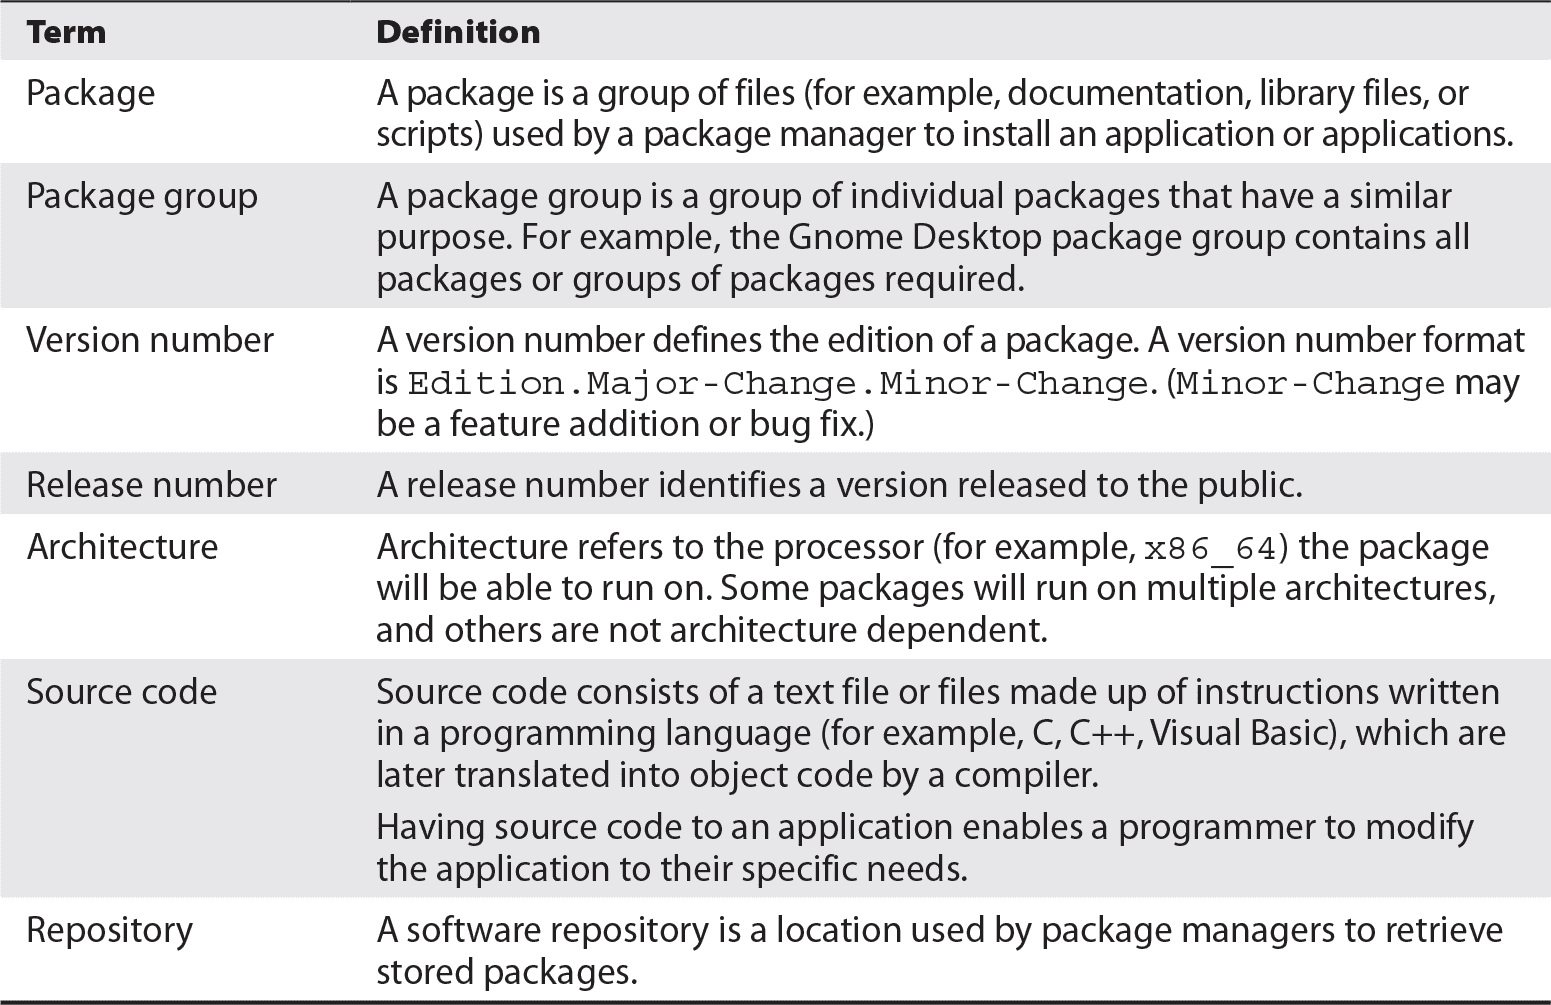 Term Definition
Package A package is a group of files (for example, documentation, library files, or
scripts) used by a package manager to install an application or applications.
Package group A package group is a group of individual packages that have a similar
purpose. For example, the Gnome Desktop package group contains all
packages or groups of packages required.
Version number A version number defines the edition of a package. A version number format
is Edition.Major-Change.Minor-Change. (Minor-Change may
be a feature addition or bug fix.)
Release number A release number identifies a version released to the public.
Architecture Architecture refers to the processor (for example, x86_64) the package
will be able to run on. Some packages will run on multiple architectures,
and others are not architecture dependent.
Source code Source code consists of a text file or files made up of instructions written
in a programming language (for example, C, C++, Visual Basic), which are
later translated into object code by a compiler.
Having source code to an application enables a programmer to modify
the application to their specific needs.
Repository A software repository is a location used by package managers to retrieve
stored packages.